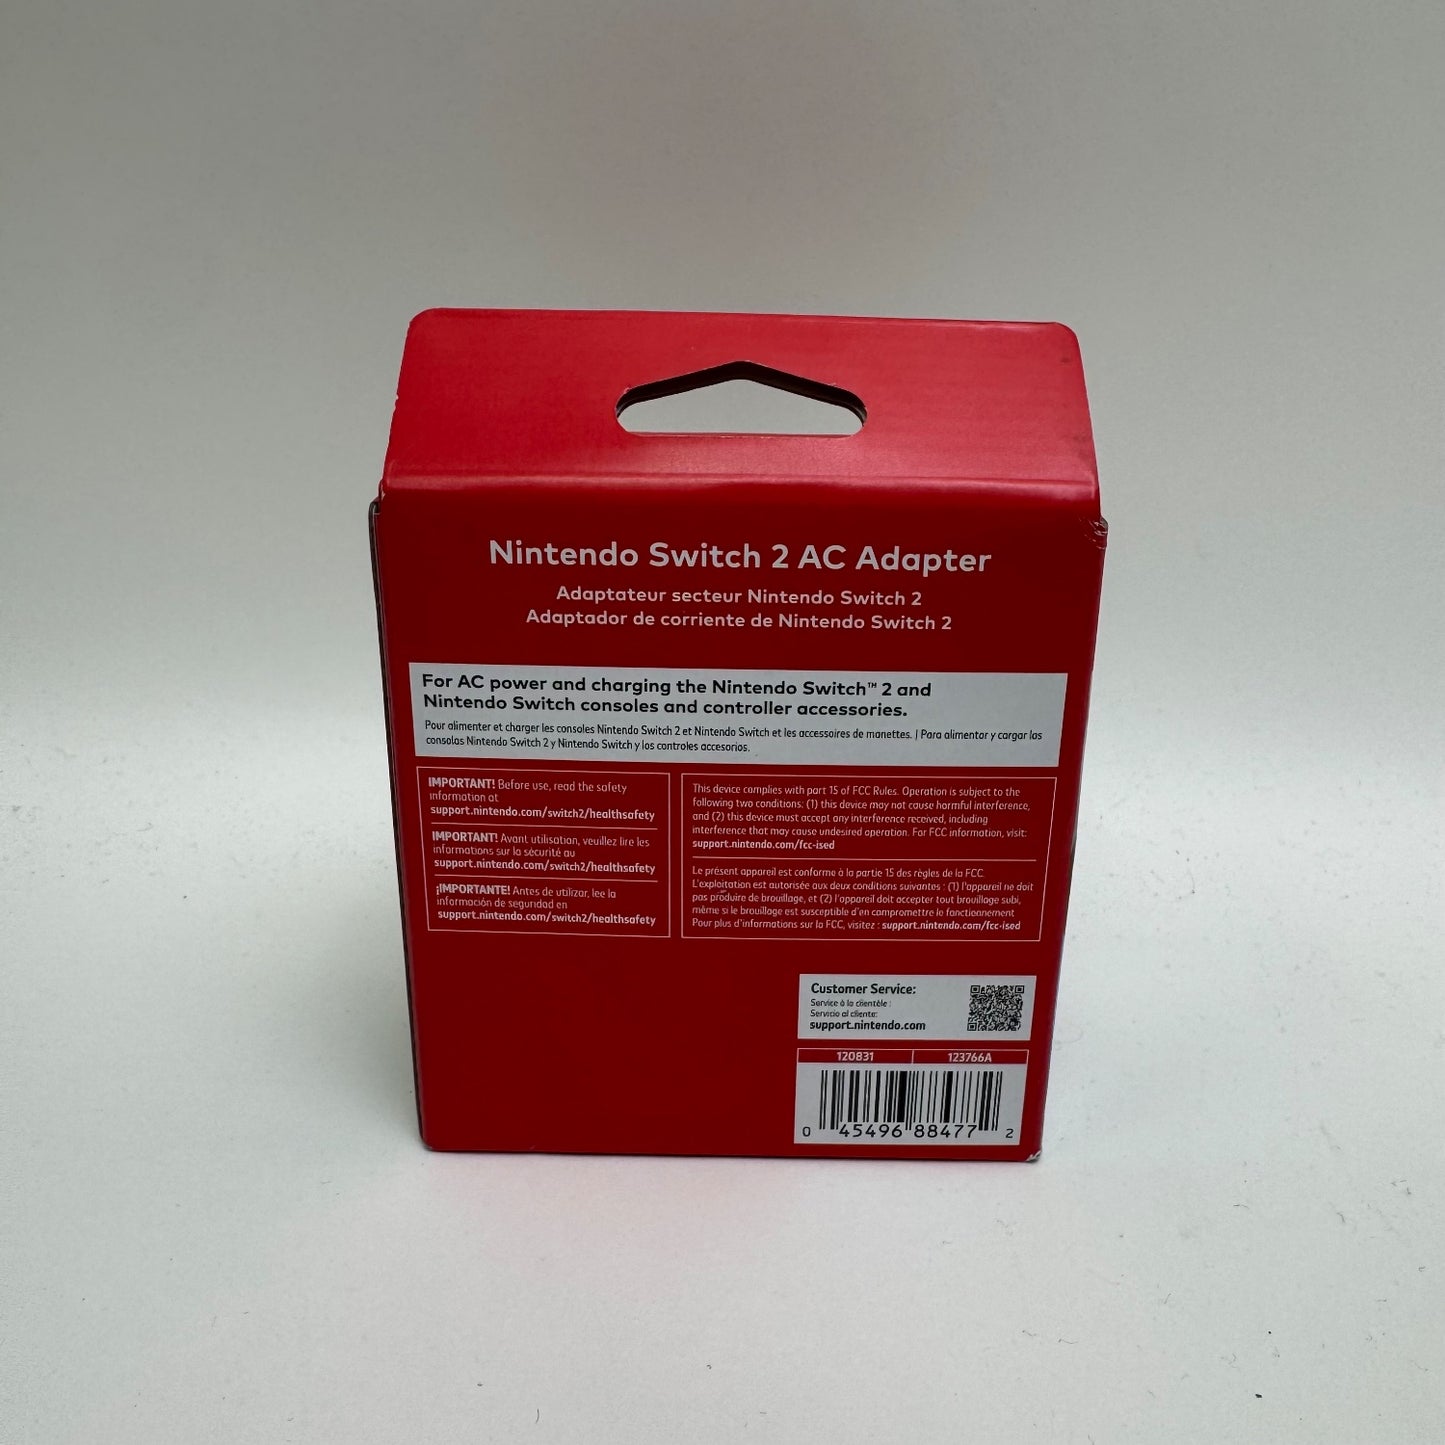 Nintendo Switch 2 AC Adapter
Adaptateur secteur Nintendo Switch 2
Adaptador de corriente de Nintendo Switch 2
For AC power and charging the Nintendo Switch™ 2 and
Nintendo Switch consoles and controller accessories.
Pour alimenter et charger les consoles Nintendo Switch 2 et Nintendo Switch et les accessoires de manettes. | Para alimentar y cargar las
consolas Nintendo Switch 2 y Nintendo Switch y los controles accesorios.
IMPORTANT! Before use, read the safety
information at
support.nintendo.com/switch2/healthsafety
IMPORTANT! Avant utilisation, veuillez lire les
informations sur la sécurité au
support.nintendo.com/switch2/healthsafety
¡IMPORTANTE! Antes de utilizar, lee la
información de seguridad en
support.nintendo.com/switch2/healthsafety
This device complies with part 15 of FCC Rules. Operation is subject to the
following two conditions: (1) this device may not cause harmful interference,
and (2) this device must accept any interference received, including
interference that may cause undesired operation. For FCC information, visit:
support.nintendo.com/fcc-ised
Le présent appareil est conforme à la partie 15 des règles de la FCC.
L'exploitation est autorisée aux deux conditions suivantes : (1) l'appareil ne doit
pas produire de brouillage, et (2) l'appareil doit accepter tout brouillage subi,
même si le brouillage est susceptible d'en compromettre le fonctionnement
Pour plus d'informations sur la FCC, visitez : support.nintendo.com/fcc-ised
Customer Service:
Service à la clientèle :
Servicio al cliente:
support.nintendo.com
120831 123766A
0 45496 88477 2